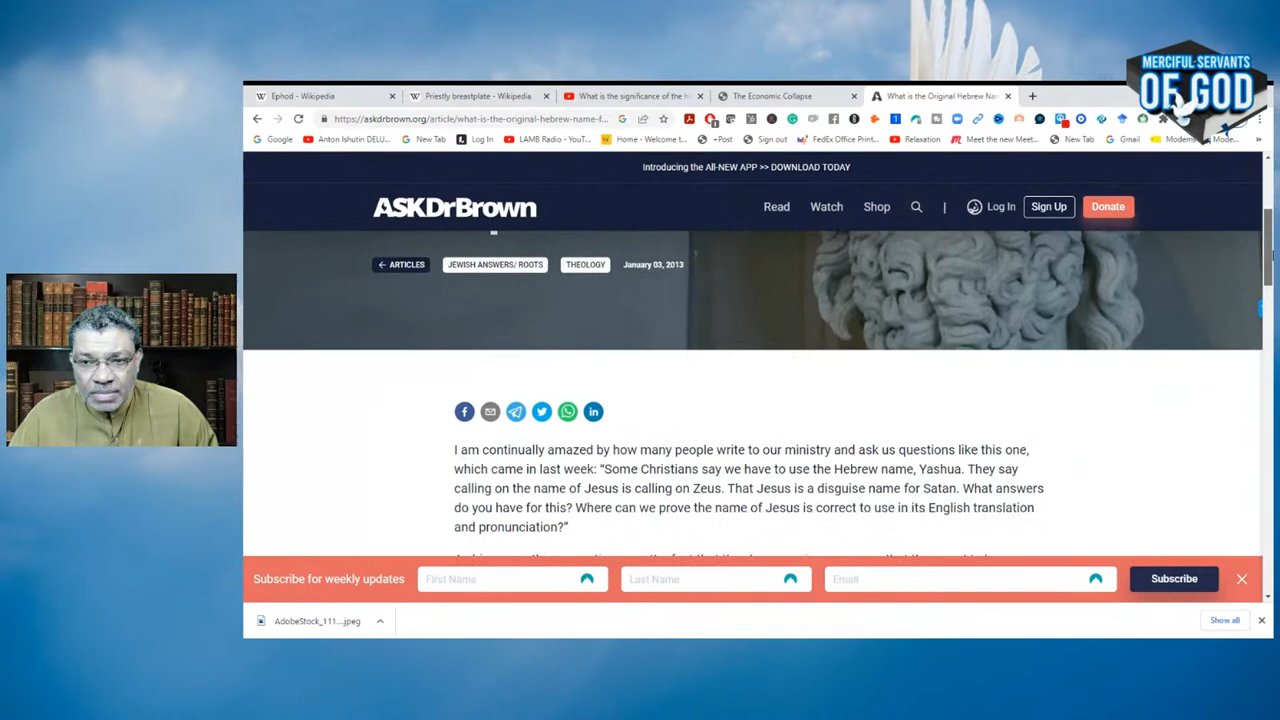 MERCIFUL SERVANTS
OF GOD
Ephod - Wikipedia
Priestly breastplate - Wikipedia
What is the significance of the h
The Economic Collapse
What is the Original Hebrew Na
https://askdrbrown.org/article/what-is-the-original-hebrew-name-f...
Google
Anton Ishutin DELU...
New Tab
Log In
LAMB Radio - YouT...
Home - Welcome t...
+Post
Sign out
FedEx Office Print...
Relaxation
Meet the new Meet...
New Tab
Gmail
Introducing the All-NEW APP >> DOWNLOAD TODAY
ASKDrBrown
Read
Watch
Shop
Log In
Sign Up
Donate
ARTICLES
JEWISH ANSWERS/ ROOTS
THEOLOGY
January 03, 2013
I am continually amazed by how many people write to our ministry and ask us questions like this one,
which came in last week: “Some Christians say we have to use the Hebrew name, Yashua. They say
calling on the name of Jesus is calling on Zeus. That Jesus is a disguise name for Satan. What answers
do you have for this? Where can we prove the name of Jesus is correct to use in its English translation
and pronunciation?”
Subscribe for weekly updates
First Name
Last Name
Email
Subscribe
AdobeStock_111....jpeg
Show all